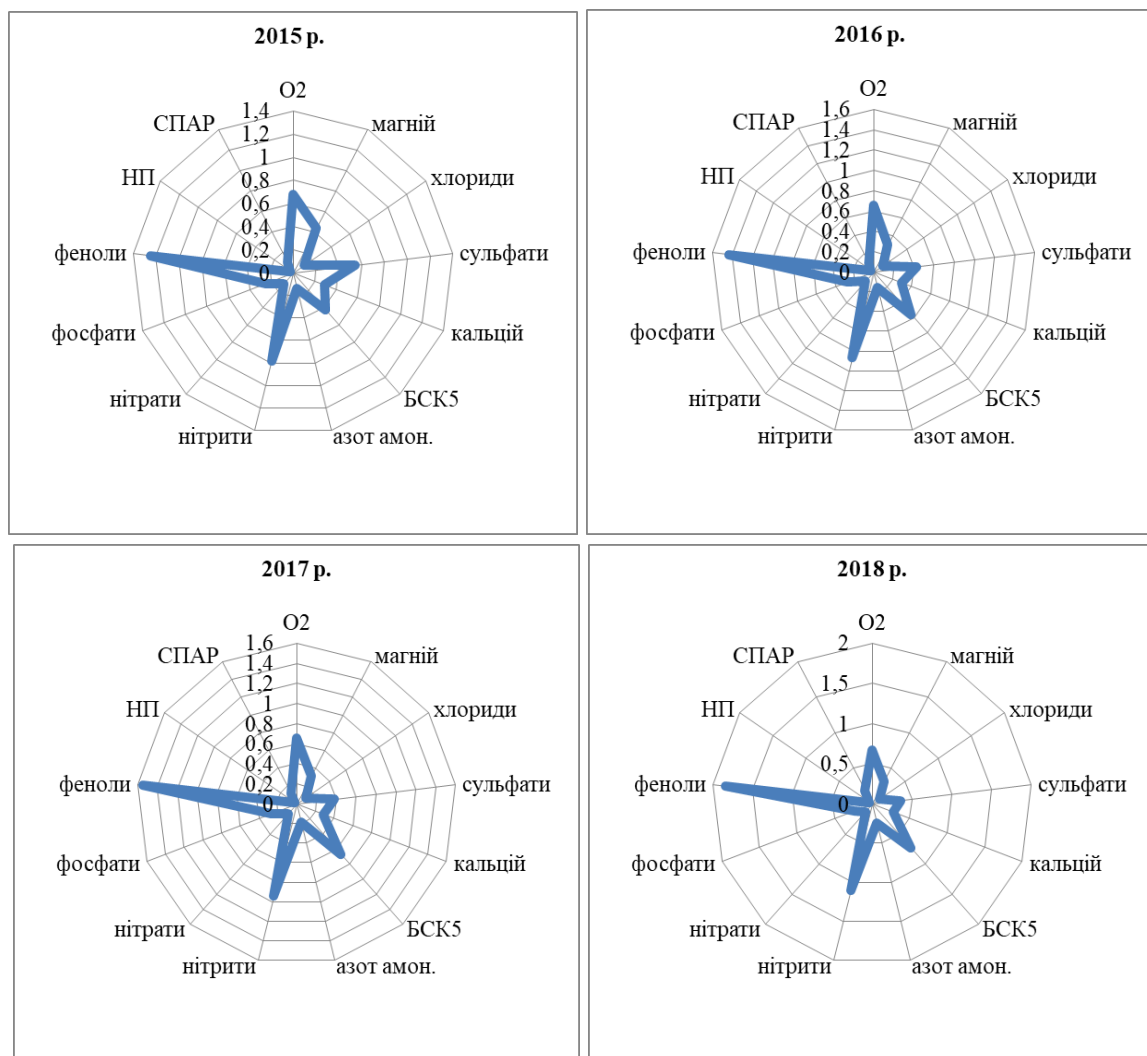 2015 р.
О2
магній
хлориди
сульфати
кальцій
БСК5
азот амон.
нітрити
нітрати
фосфати
феноли
НП
СПАР
1,4
1,2
1
0,8
0,6
0,4
0,2
0
2016 р.
О2
магній
хлориди
сульфати
кальцій
БСК5
азот амон.
нітрити
нітрати
фосфати
феноли
НП
СПАР
1,6
1,4
1,2
1
0,8
0,6
0,4
0,2
0
2017 р.
О2
магній
хлориди
сульфати
кальцій
БСК5
азот амон.
нітрити
нітрати
фосфати
феноли
НП
СПАР
1,6
1,4
1,2
1
0,8
0,6
0,4
0,2
0
2018 р.
О2
магній
хлориди
сульфати
кальцій
БСК5
азот амон.
нітрити
нітрати
фосфати
феноли
НП
СПАР
2
1,5
1
0,5
0